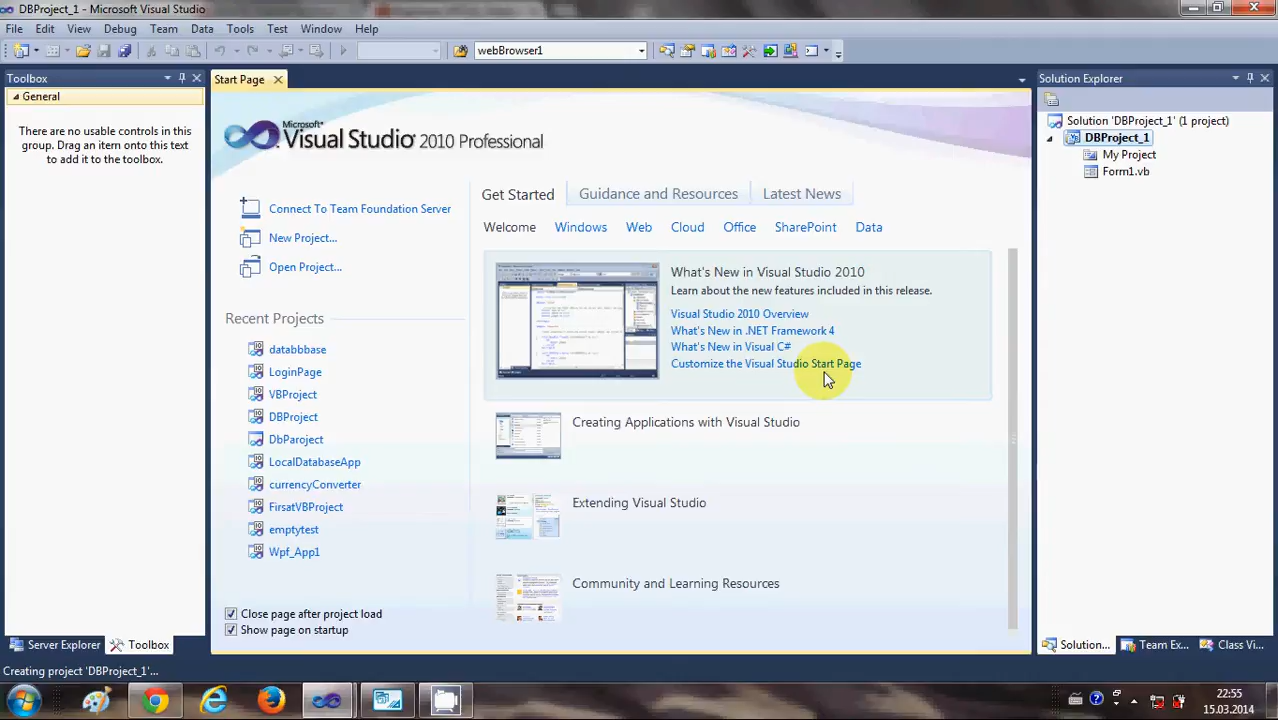 DBProject_1 - Microsoft Visual Studio
File Edit View Debug Team Data Tools Test Window Help
webBrowser1
Toolbox
General
There are no usable controls in this
group. Drag an item onto this text
to add it to the toolbox.
Server Explorer
Toolbox
Start Page
Microsoft®
Visual Studio® 2010 Professional
Connect To Team Foundation Server
New Project...
Open Project...
Recent Projects
databbbase
LoginPage
VBProject
DBProject
DbParoject
LocalDatabaseApp
currencyConverter
FirsatVBProject
emptytest
Wpf_App1
Close page after project load
Show page on startup
Get Started
Guidance and Resources
Latest News
Welcome Windows Web Cloud Office SharePoint Data
What's New in Visual Studio 2010
Learn about the new features included in this release.
Visual Studio 2010 Overview
What's New in .NET Framework 4
What's New in Visual C#
Customize the Visual Studio Start Page
Creating Applications with Visual Studio
Extending Visual Studio
Community and Learning Resources
Solution Explorer
Solution 'DBProject_1' (1 project)
DBProject_1
My Project
Form1.vb
Solution...
Team Ex...
Class Vi...
Creating project 'DBProject_1'...
22:55
15.03.2014